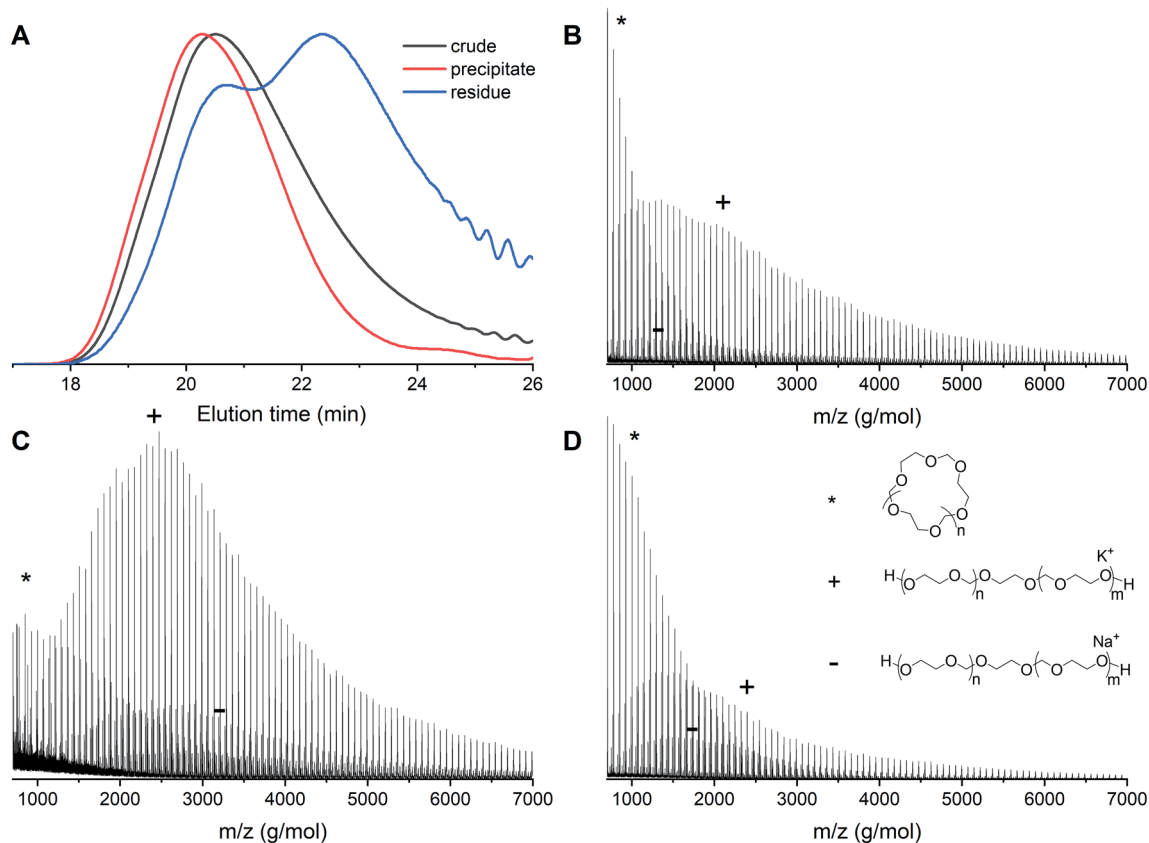 A
crude
precipitate
residue
18
20
22
24
26
Elution time (min)
B
*
+
-
1000
2000
3000
4000
5000
6000
7000
m/z (g/mol)
C
*
+
-
1000
2000
3000
4000
5000
6000
7000
m/z (g/mol)
D
*
+
-
1000
2000
3000
4000
5000
6000
7000
m/z (g/mol)
*
O
O
O
O
O
O
n
+
K+
H
O
O
n
O
O
O
O
m
H
-
Na+
H
O
O
n
O
O
O
O
m
H